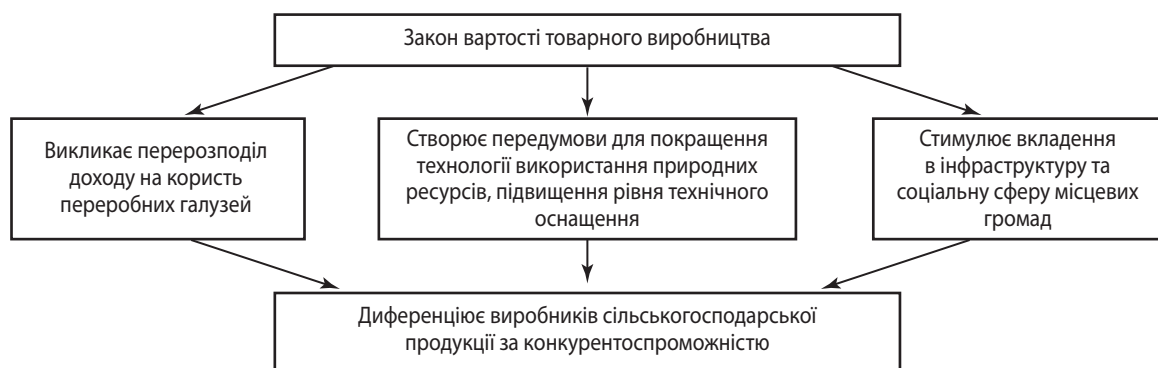 Закон вартості товарного виробництва
Викликає перерозподіл
доходу на користь
переробних галузей
Створює передумови для покращення
технології використання природних
ресурсів, підвищення рівня технічного
оснащення
Стимулює вкладення
в інфраструктуру та
соціальну сферу місцевих
громад
Диференціює виробників сільськогосподарської
продукції за конкурентоспроможністю